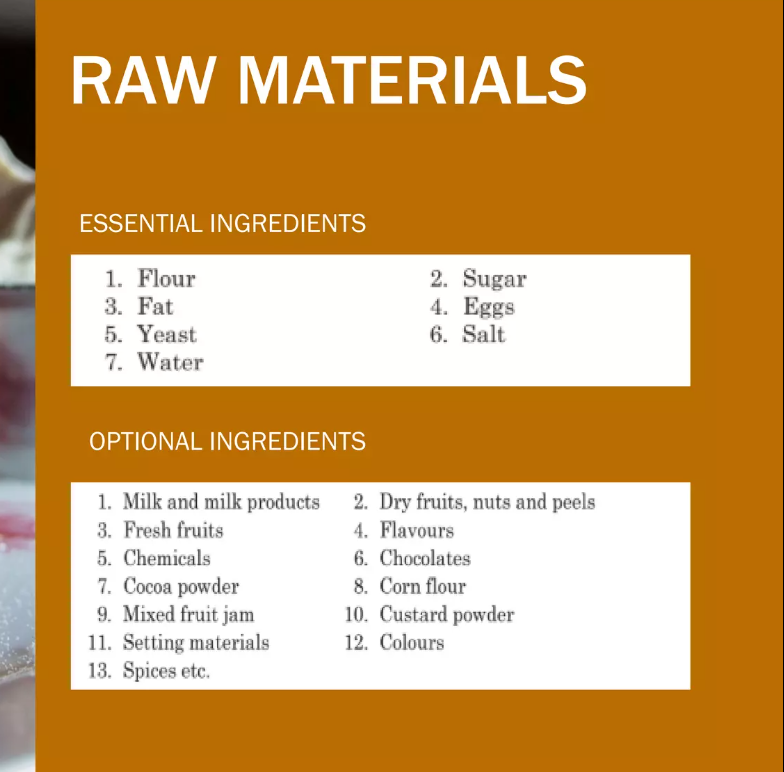 RAW MATERIALS
ESSENTIAL INGREDIENTS
1. Flour 2. Sugar
3. Fat 4. Eggs
5. Yeast 6. Salt
7. Water
OPTIONAL INGREDIENTS
1. Milk and milk products 2. Dry fruits, nuts and peels
3. Fresh fruits 4. Flavours
5. Chemicals 6. Chocolates
7. Cocoa powder 8. Corn flour
9. Mixed fruit jam 10. Custard powder
11. Setting materials 12. Colours
13. Spices etc.